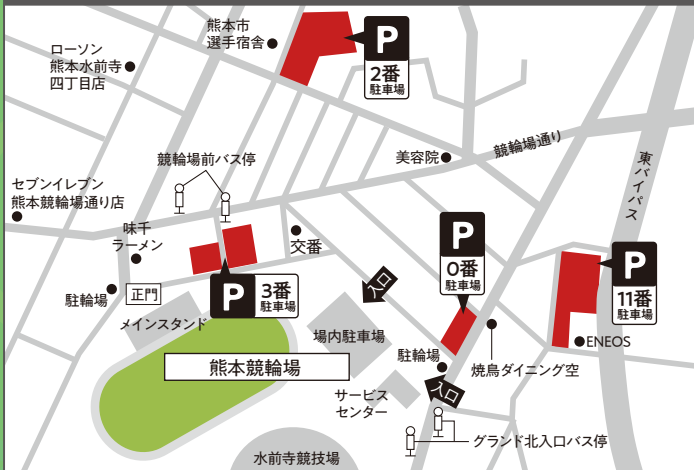 熊本市
選手宿舎
P
2番
駐車場
ローソン
熊本水前寺
四丁目店
競輪場前バス停
美容院
競輪場通り
東バイパス
セブンイレブン
熊本競輪場通り店
味千
ラーメン
交番
P
0番
駐車場
P
11番
駐車場
入口
駐輪場
正門
P
3番
駐車場
メインスタンド
場内駐車場
ENEOS
熊本競輪場
駐輪場
焼鳥ダイニング空
入口
サービス
センター
グランド北入口バス停
水前寺競技場